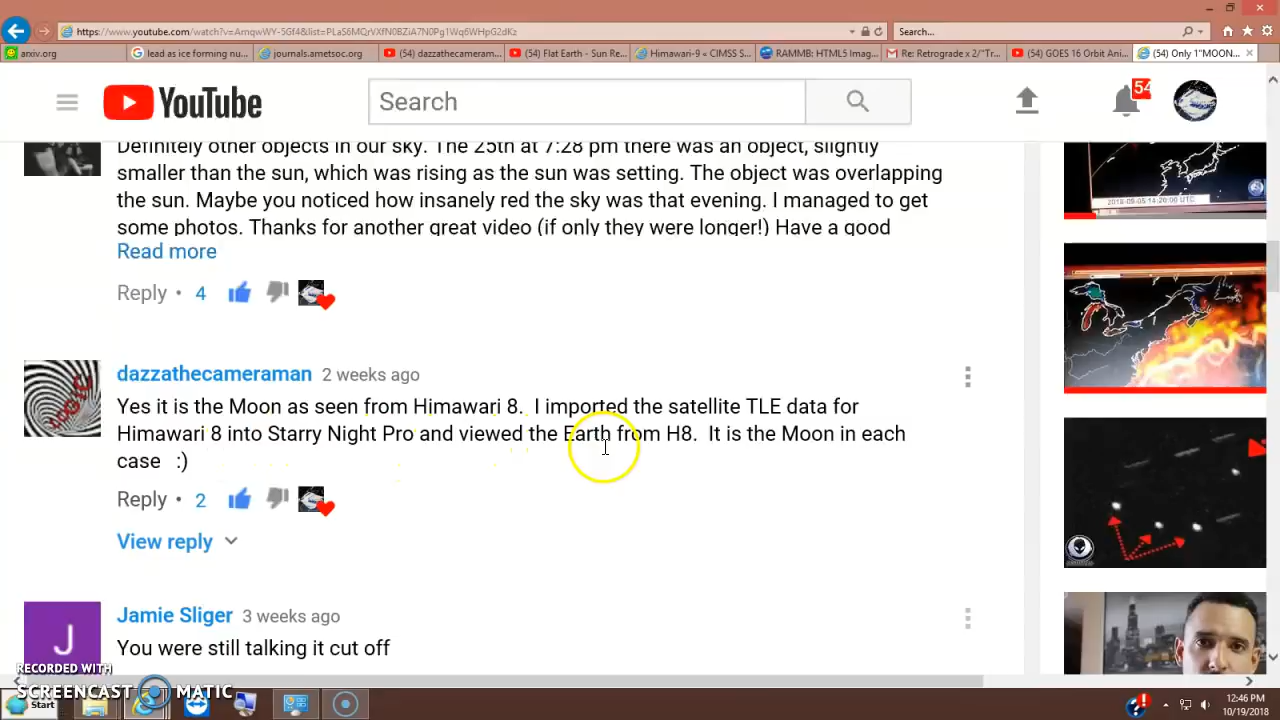 https://www.youtube.com/watch?v=ArnqwWY-5Gf4&list=PLaS6MQrVXfN0BZiA7N0Pg1Wq6WHpG2dKz
Search...
arxiv.org
lead as ice forming nu...
journals.ametsoc.org
(54) dazzathecameram...
(54) Flat Earth - Sun Re...
Himawari-9 « CIMSS S...
RAMMB: HTML5 Imag...
Re: Retrograde x 2/"Tr...
(54) GOES 16 Orbit Ani...
(54) Only 1"MOON...
YouTube
Search
54
Definitely other objects in our sky. The 25th at 7:28 pm there was an object, slightly
smaller than the sun, which was rising as the sun was setting. The object was overlapping
the sun. Maybe you noticed how insanely red the sky was that evening. I managed to get
some photos. Thanks for another great video (if only they were longer!) Have a good
Read more
Reply • 4
dazzathecameraman 2 weeks ago
Yes it is the Moon as seen from Himawari 8. I imported the satellite TLE data for
Himawari 8 into Starry Night Pro and viewed the Earth from H8. It is the Moon in each
case :)
Reply • 2
View reply
J
Jamie Sliger 3 weeks ago
You were still talking it cut off
2018-09-05 14:20:00 UTC
RECORDED WITH
SCREENCAST MATIC
Start
12:46 PM
10/19/2018